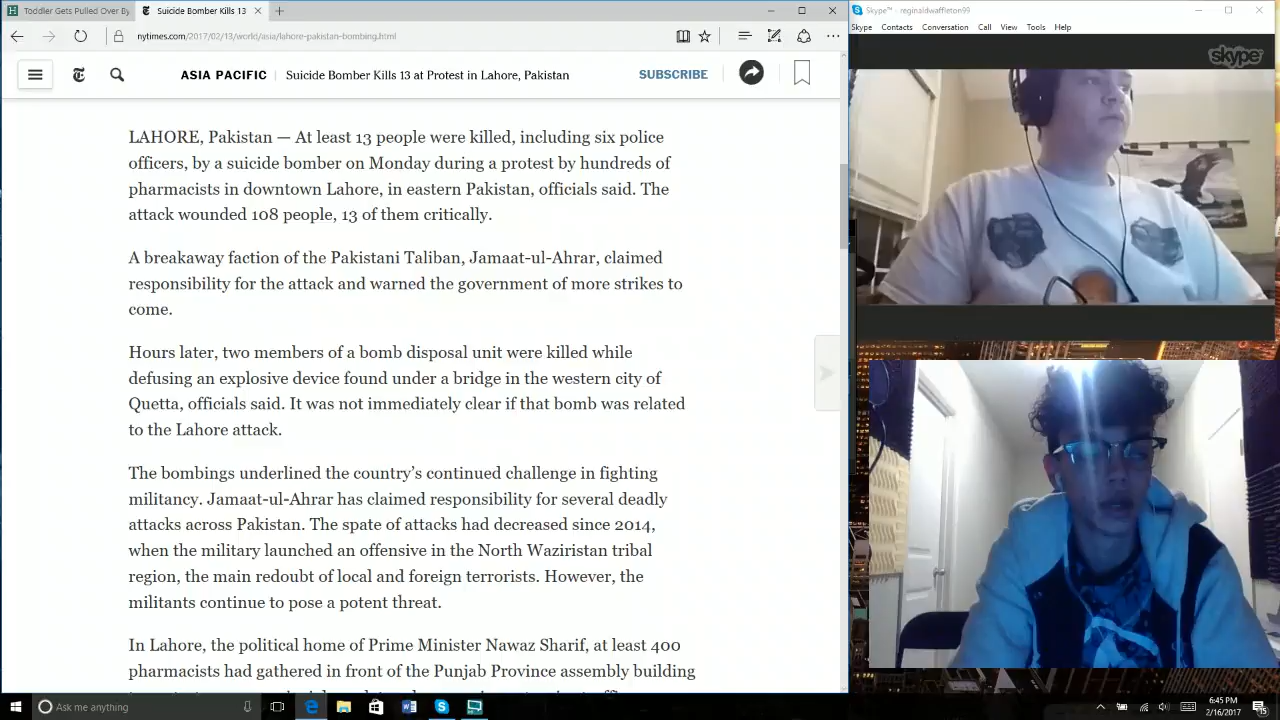 Toddler Gets Pulled Over By
Suicide Bomber Kills 13
Skype™ - reginaldwaffleton99
Skype Contacts Conversation Call View Tools Help
skype
ASIA PACIFIC | Suicide Bomber Kills 13 at Protest in Lahore, Pakistan
SUBSCRIBE
LAHORE, Pakistan — At least 13 people were killed, including six police
officers, by a suicide bomber on Monday during a protest by hundreds of
pharmacists in downtown Lahore, in eastern Pakistan, officials said. The
attack wounded 108 people, 13 of them critically.
A breakaway faction of the Pakistani Taliban, Jamaat-ul-Ahrar, claimed
responsibility for the attack and warned the government of more strikes to
come.
Hours later, two members of a bomb disposal unit were killed while
defusing an explosive device found under a bridge in the western city of
Quetta, officials said. It was not immediately clear if that bomb was related
to the Lahore attack.
The bombings underlined the country's continued challenge in fighting
militancy. Jamaat-ul-Ahrar has claimed responsibility for several deadly
attacks across Pakistan. The spate of attacks had decreased since 2014,
when the military launched an offensive in the North Waziristan tribal
region, the main redoubt of local and foreign terrorists. However, the
militants continue to pose a potent threat.
In Lahore, the political home of Prime Minister Nawaz Sharif, at least 400
pharmacists had gathered in front of the Punjab Province assembly building
Ask me anything
6:45 PM
2/16/2017